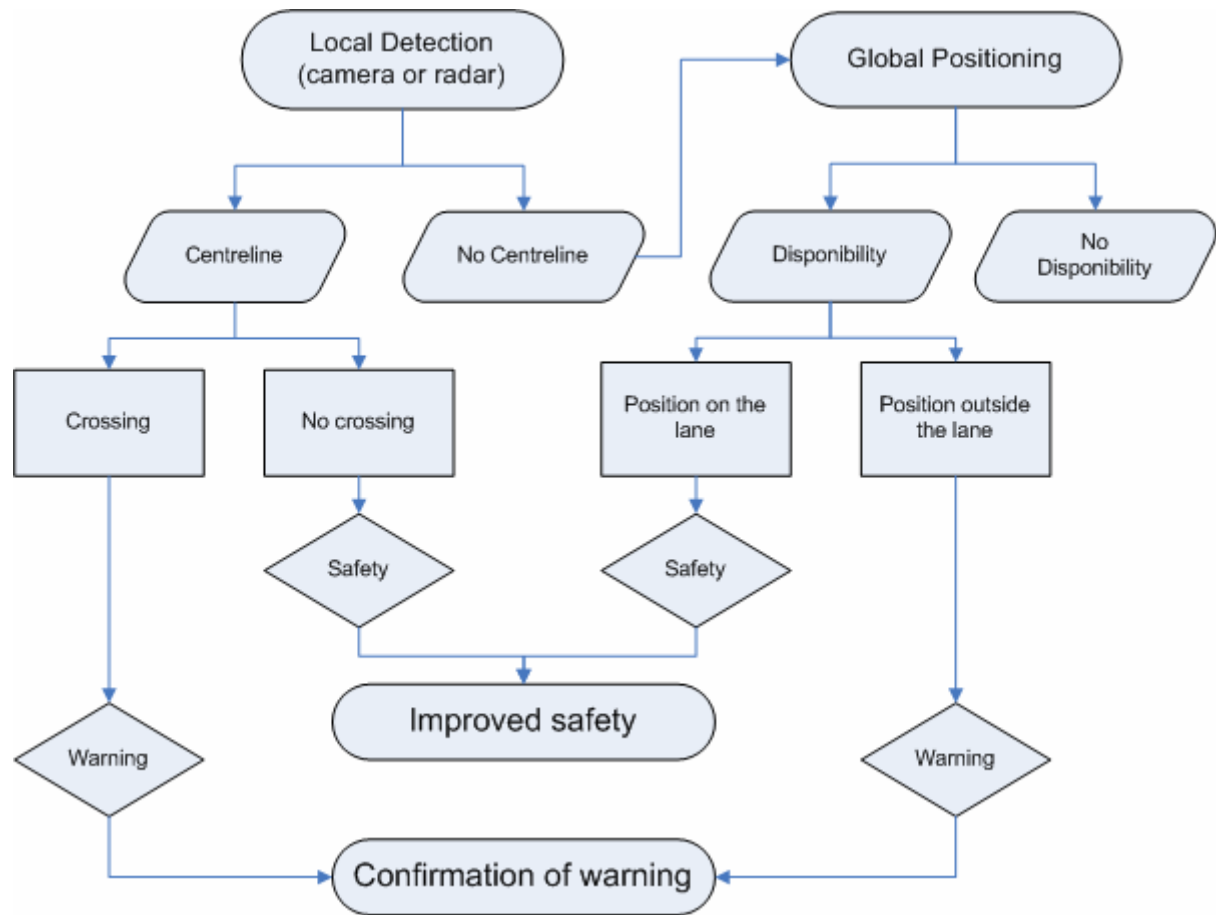 Local Detection
(camera or radar)
Global Positioning
Centreline
No Centreline
Disponibility
No
Disponibility
Crossing
No crossing
Position on the
lane
Position outside
the lane
Safety
Safety
Improved safety
Warning
Warning
Confirmation of warning